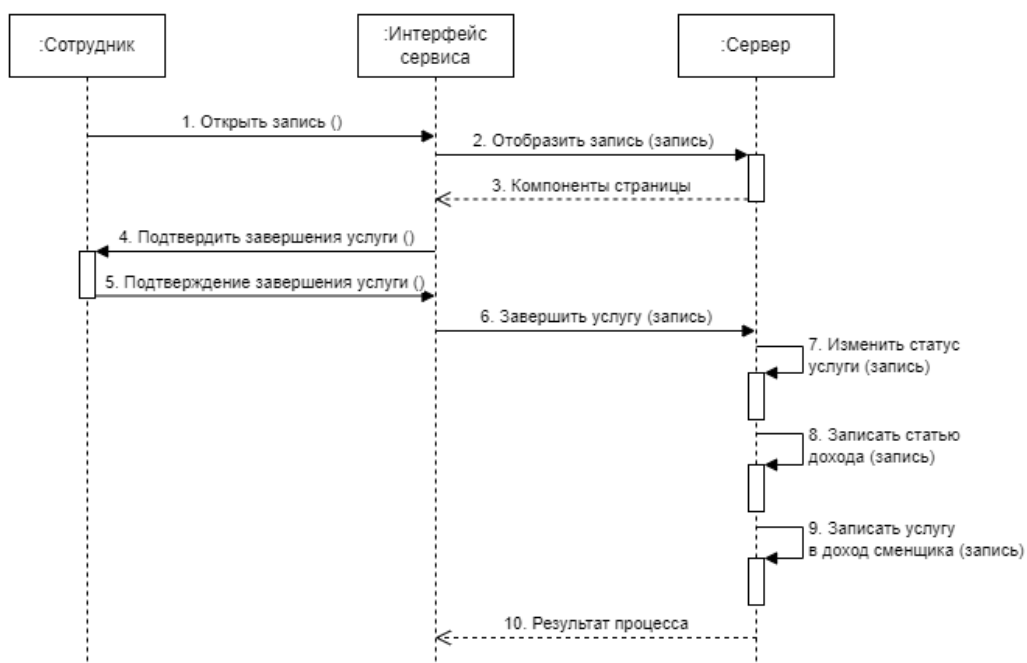 :Сотрудник
:Интерфейс
сервиса
:Сервер
1. Открыть запись ()
2. Отобразить запись (запись)
3. Компоненты страницы
4. Подтвердить завершения услуги ()
5. Подтверждение завершения услуги ()
6. Завершить услугу (запись)
7. Изменить статус
услуги (запись)
8. Записать статью
дохода (запись)
9. Записать услугу
в доход сменщика (запись)
10. Результат процесса